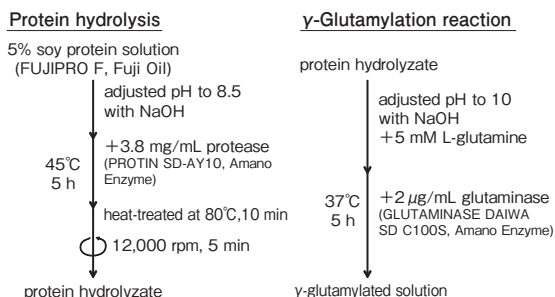 Protein hydrolysis
5% soy protein solution
(FUJIPRO F, Fuji Oil)
adjusted pH to 8.5
with NaOH
45℃
5 h
+3.8 mg/mL protease
(PROTIN SD-AY10, Amano
Enzyme)
heat-treated at 80℃,10 min
12,000 rpm, 5 min
protein hydrolyzate
γ-Glutamylation reaction
protein hydrolyzate
adjusted pH to 10
with NaOH
+5 mM L-glutamine
37℃
5 h
+2 μg/mL glutaminase
(GLUTAMINASE DAIWA
SD C100S, Amano Enzyme)
γ-glutamylated solution